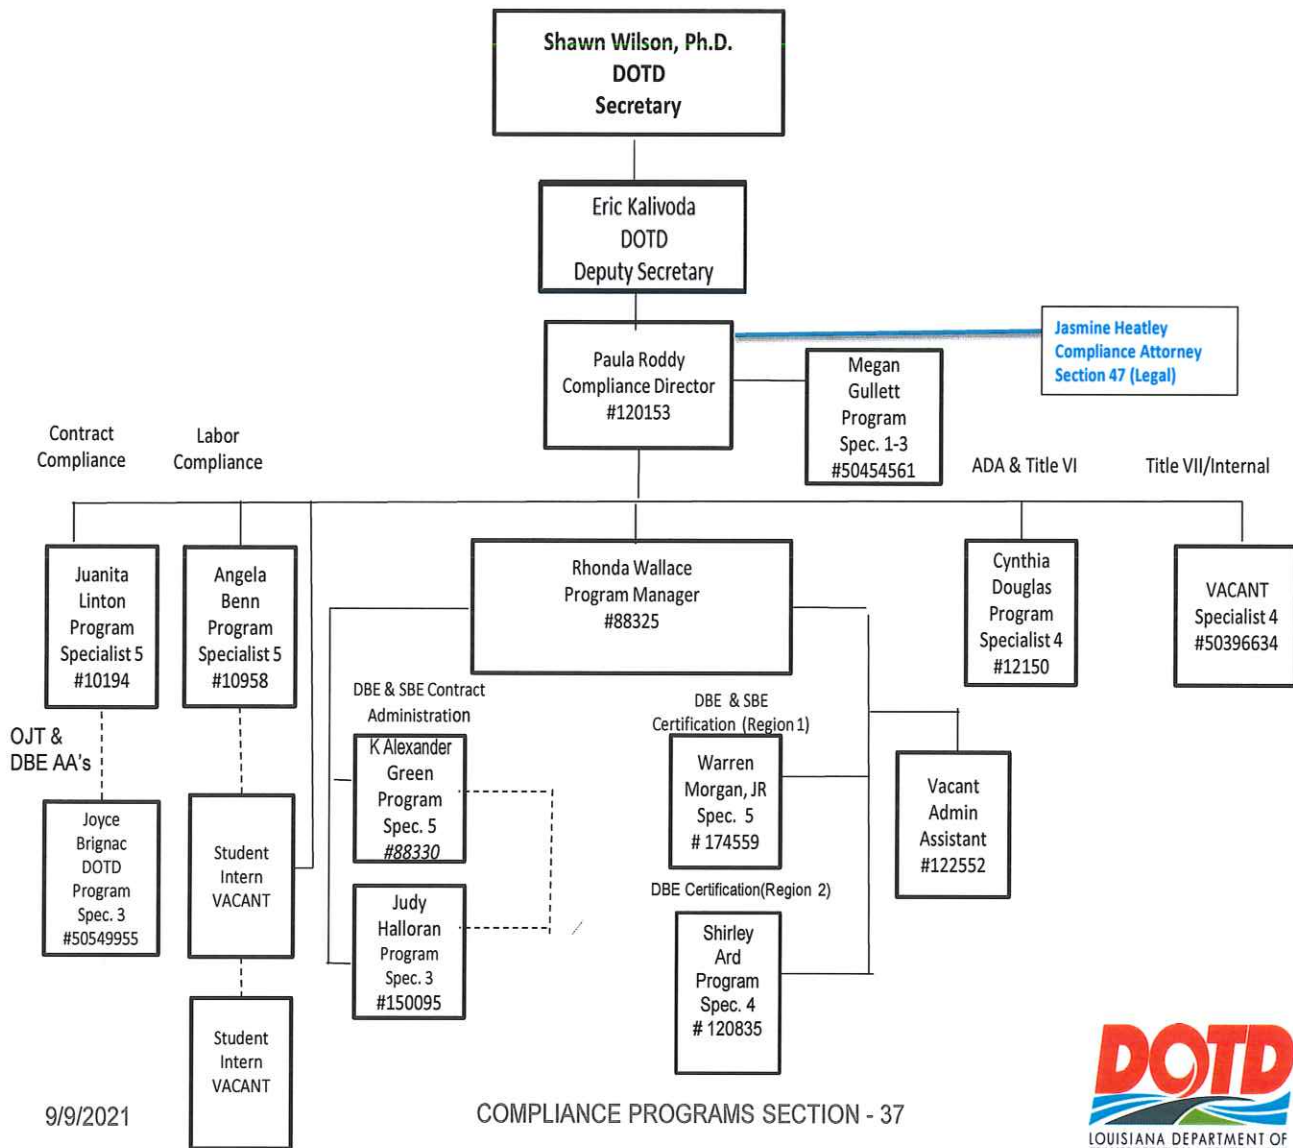 Shawn Wilson, Ph.D.
DOTD
Secretary
Eric Kalivoda
DOTD
Deputy Secretary
Paula Roddy
Compliance Director
#120153
Jasmine Heatley
Compliance Attorney
Section 47 (Legal)
Megan
Gullett
Program
Spec. 1-3
#50454561
Contract
Compliance
Labor
Compliance
ADA & Title VI
Title VII/Internal
Juanita
Linton
Program
Specialist 5
#10194
Angela
Benn
Program
Specialist 5
#10958
Rhonda Wallace
Program Manager
#88325
Cynthia
Douglas
Program
Specialist 4
#12150
VACANT
Specialist 4
#50396634
OJT &
DBE AA's
DBE & SBE Contract
Administration
DBE & SBE
Certification (Region 1)
K Alexander
Green
Program
Spec. 5
#88330
Warren
Morgan, JR
Spec. 5
# 174559
Vacant
Admin
Assistant
#122552
Joyce
Brignac
DOTD
Program
Spec. 3
#50549955
Student
Intern
VACANT
Judy
Halloran
Program
Spec. 3
#150095
DBE Certification(Region 2)
Shirley
Ard
Program
Spec. 4
# 120835
Student
Intern
VACANT
9/9/2021
COMPLIANCE PROGRAMS SECTION - 37
DOTD
LOUISIANA DEPARTMENT OF